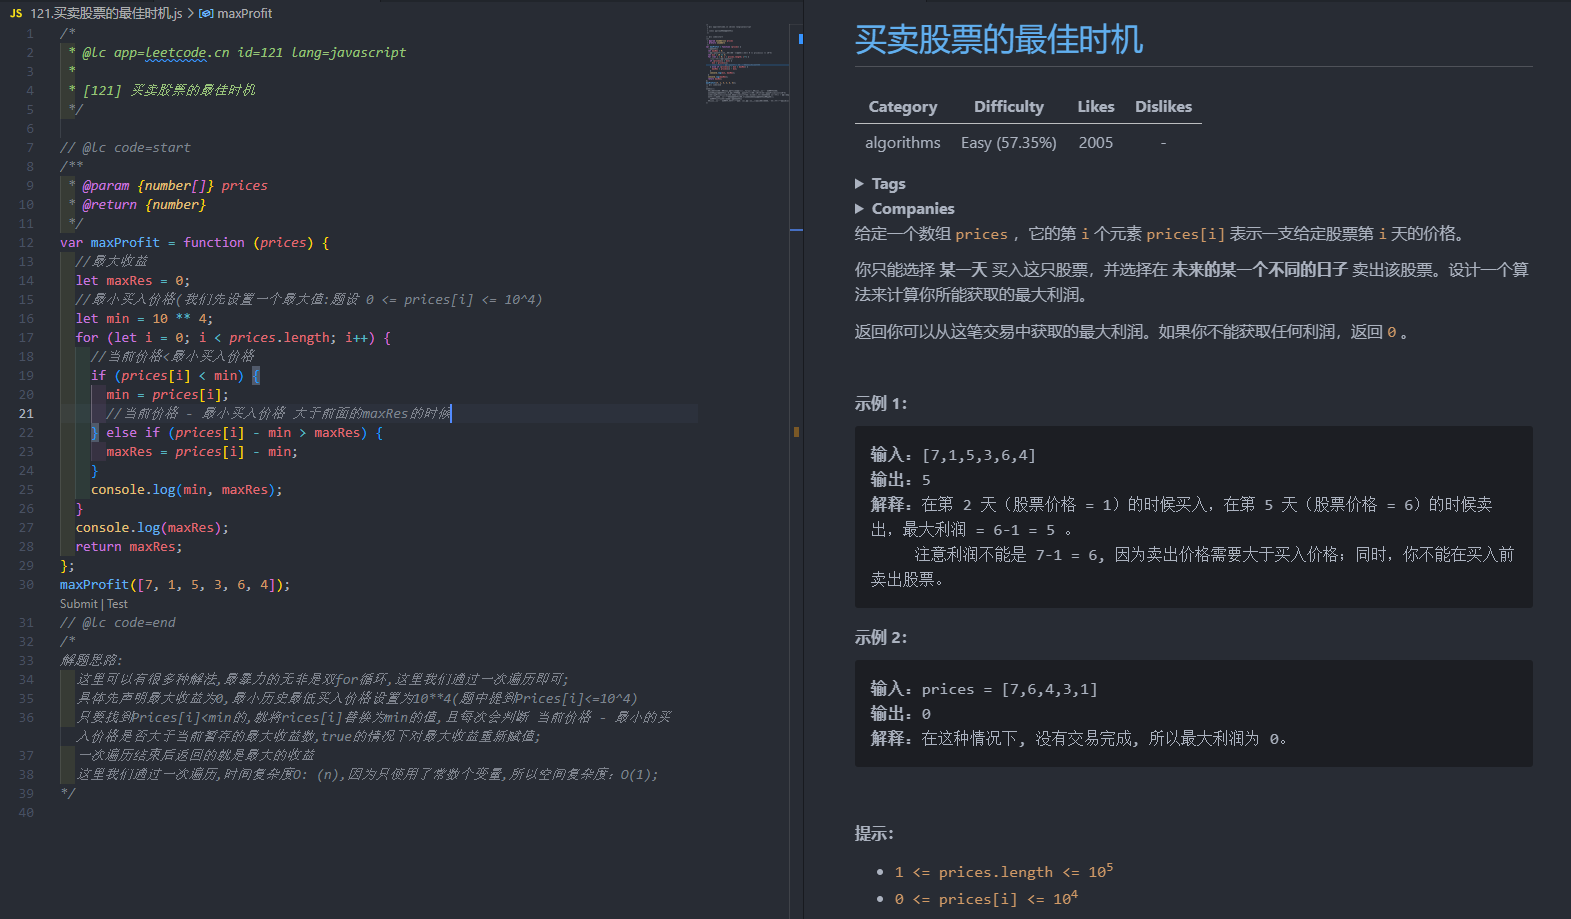 JS 121.买卖股票的最佳时机.js > maxProfit
1 /*
2  * @lc app=leetcode.cn id=121 lang=javascript
3  *
4  * [121] 买卖股票的最佳时机
5  */
6
7 // @lc code=start
8 /**
9  * @param {number[]} prices
10  * @return {number}
11  */
12 var maxProfit = function (prices) {
13   //最大收益
14   let maxRes = 0;
15   //最小买入价格(我们先设置一个最大值:题设 0 <= prices[i] <= 10^4)
16   let min = 10 ** 4;
17   for (let i = 0; i < prices.length; i++) {
18     //当前价格<最小买入价格
19     if (prices[i] < min) {
20       min = prices[i];
21       //当前价格 - 最小买入价格 大于前面的maxRes的时候
22     } else if (prices[i] - min > maxRes) {
23       maxRes = prices[i] - min;
24     }
25     console.log(min, maxRes);
26   }
27   console.log(maxRes);
28   return maxRes;
29 };
30 maxProfit([7, 1, 5, 3, 6, 4]);
Submit | Test
31 // @lc code=end
32 /*
33 解题思路:
34   这里可以有很多种解法,最暴力的无非是双for循环,这里我们通过一次遍历即可;
35   具体先声明最大收益为0,最小历史最低买入价格设置为10**4(题中提到Prices[i]<=10^4)
36   只要找到Prices[i]<min的,就将rices[i]替换为min的值,且每次会判断 当前价格 - 最小的买
入价格是否大于当前暂存的最大收益数,true的情况下对最大收益重新赋值;
37   一次遍历结束后返回的就是最大的收益
38   这里我们通过一次遍历,时间复杂度O: (n),因为只使用了常数个变量,所以空间复杂度: O(1);
39 */
40
买卖股票的最佳时机
Category Difficulty Likes Dislikes
algorithms Easy (57.35%) 2005 -
▶ Tags
▶ Companies
给定一个数组 prices ，它的第 i 个元素 prices[i] 表示一支给定股票第 i 天的价格。
你只能选择 某一天 买入这只股票，并选择在 未来的某一个不同的日子 卖出该股票。设计一个算
法来计算你所能获取的最大利润。
返回你可以从这笔交易中获取的最大利润。如果你不能获取任何利润，返回 0 。
示例 1：
输入：[7,1,5,3,6,4]
输出：5
解释：在第 2 天（股票价格 = 1）的时候买入，在第 5 天（股票价格 = 6）的时候卖
出，最大利润 = 6-1 = 5 。
注意利润不能是 7-1 = 6, 因为卖出价格需要大于买入价格；同时，你不能在买入前
卖出股票。
示例 2：
输入：prices = [7,6,4,3,1]
输出：0
解释：在这种情况下, 没有交易完成, 所以最大利润为 0。
提示：
• 1 <= prices.length <= 10⁵
• 0 <= prices[i] <= 10⁴